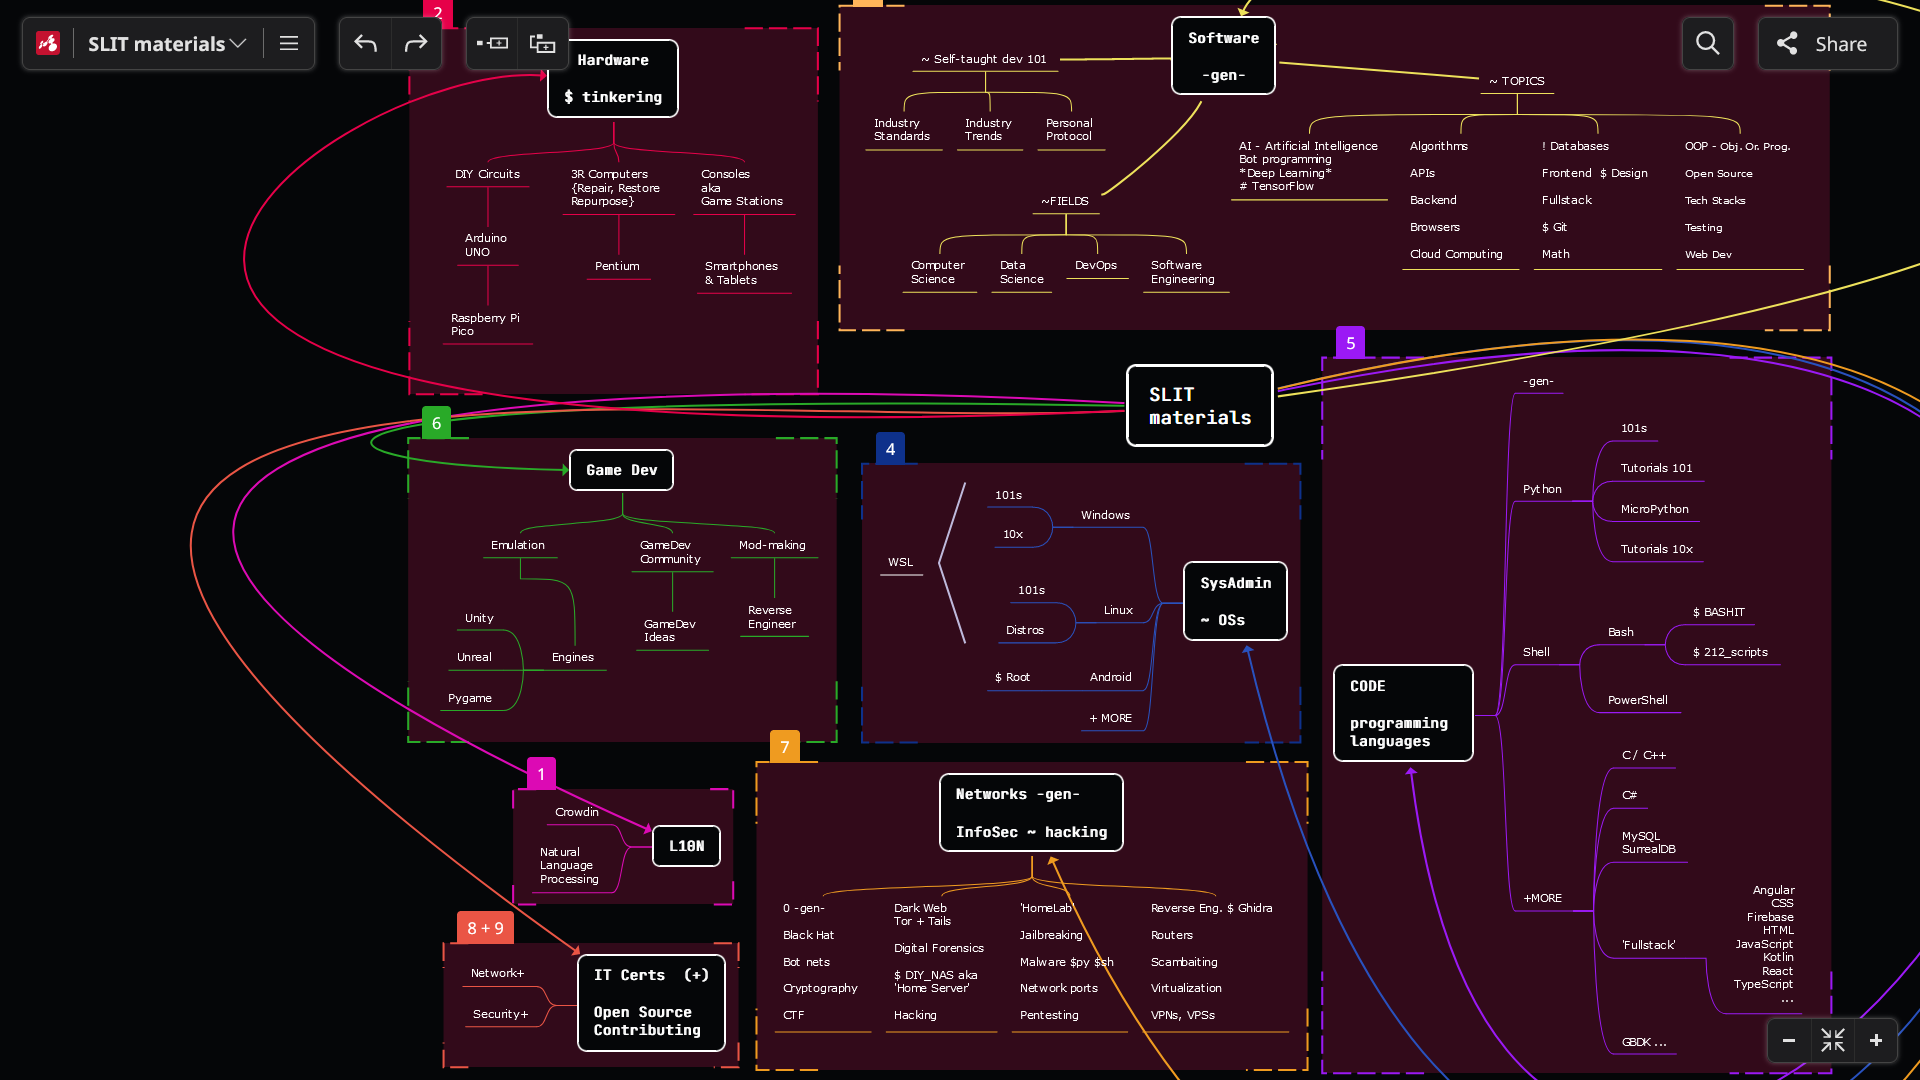 SLIT materials
Share
2
Hardware
$ tinkering
DIY Circuits
Arduino
UNO
Raspberry Pi
Pico
3R Computers
{Repair, Restore
Repurpose}
Pentium
Consoles
aka
Game Stations
Smartphones
& Tablets
Software
-gen-
~ Self-taught dev 101
Industry
Standards
Industry
Trends
Personal
Protocol
~FIELDS
Computer
Science
Data
Science
DevOps
Software
Engineering
~ TOPICS
AI - Artificial Intelligence
Bot programming
*Deep Learning*
# TensorFlow
Algorithms
APIs
Backend
Browsers
Cloud Computing
! Databases
Frontend $ Design
Fullstack
$ Git
Math
OOP - Obj. Or. Prog.
Open Source
Tech Stacks
Testing
Web Dev
SLIT
materials
6
Game Dev
Emulation
GameDev
Community
Mod-making
GameDev
Ideas
Reverse
Engineer
Engines
Unity
Unreal
Pygame
4
WSL
101s
10x
Windows
101s
Distros
Linux
$ Root
Android
+ MORE
SysAdmin
~ OSs
5
CODE
programming
languages
-gen-
Python
101s
Tutorials 101
MicroPython
Tutorials 10x
Shell
Bash
$ BASHIT
$ 212_scripts
PowerShell
+MORE
C / C++
C#
MySQL
SurrealDB
'Fullstack'
Angular
CSS
Firebase
HTML
JavaScript
Kotlin
React
TypeScript
...
GBDK ...
1
Crowdin
Natural
Language
Processing
L10N
7
Networks -gen-
InfoSec ~ hacking
0 -gen-
Black Hat
Bot nets
Cryptography
CTF
Dark Web
Tor + Tails
Digital Forensics
$ DIY_NAS aka
'Home Server'
Hacking
'HomeLab'
Jailbreaking
Malware $py $sh
Network ports
Pentesting
Reverse Eng. $ Ghidra
Routers
Scambaiting
Virtualization
VPNs, VPSs
8 + 9
Network+
Security+
IT Certs (+)
Open Source
Contributing